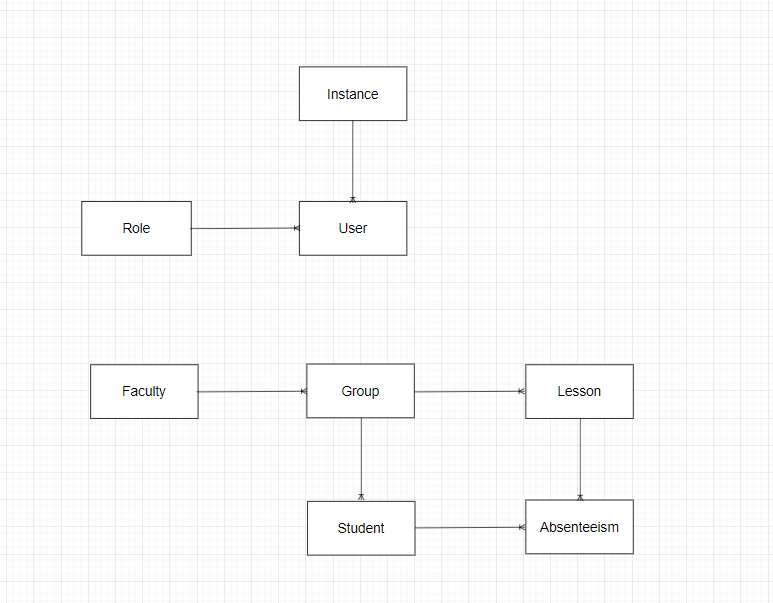 Instance
Role
User
Faculty
Group
Lesson
Student
Absenteeism